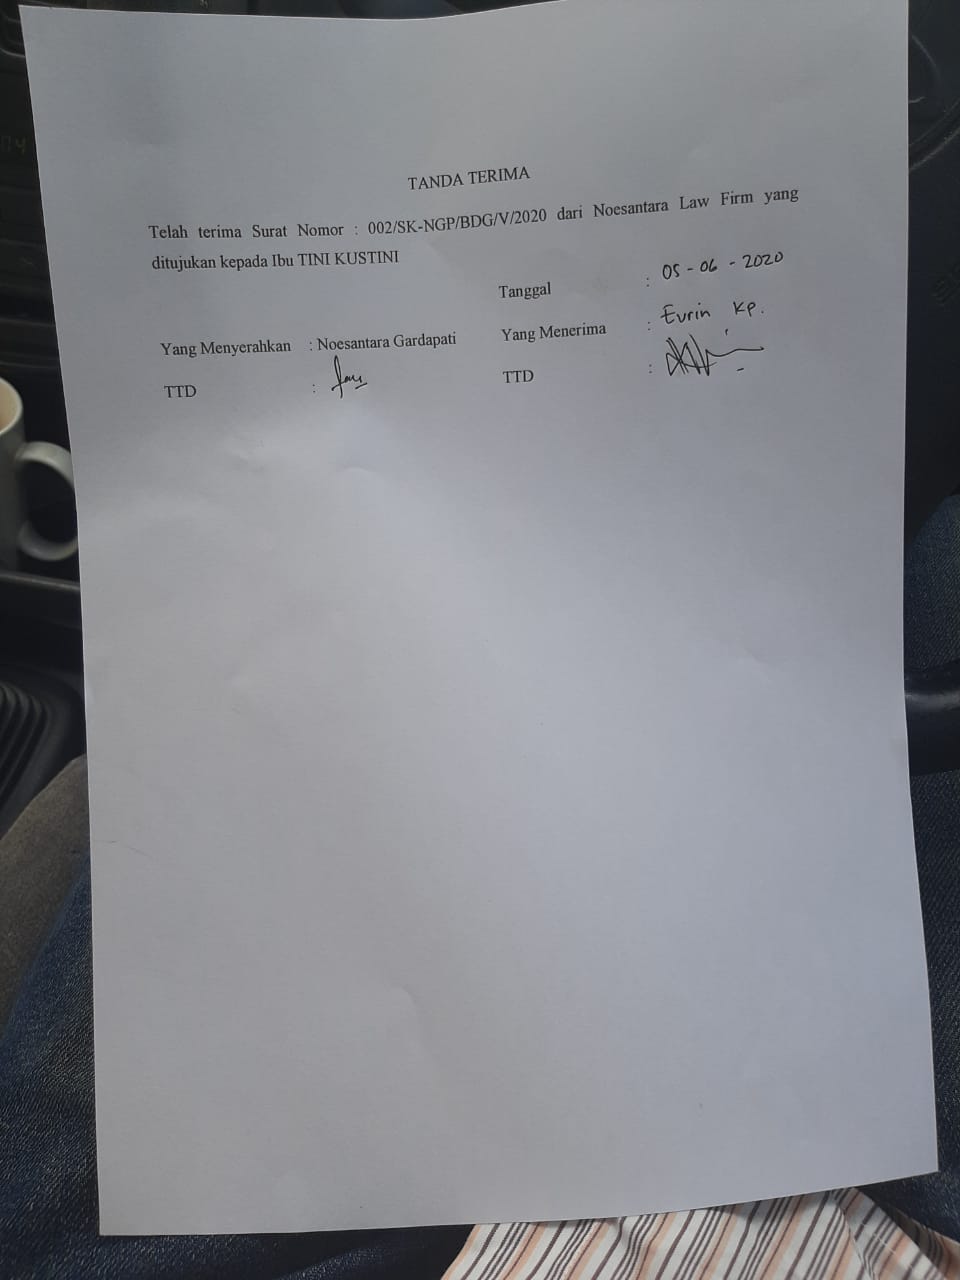 TANDA TERIMA
Telah terima Surat Nomor : 002/SK-NGP/BDG/V/2020 dari Noesantara Law Firm yang
ditujukan kepada Ibu TINI KUSTINI
Tanggal : 05 - 06 - 2020
Yang Menyerahkan : Noesantara Gardapati Yang Menerima : Evrin Kp.
TTD : TTD :